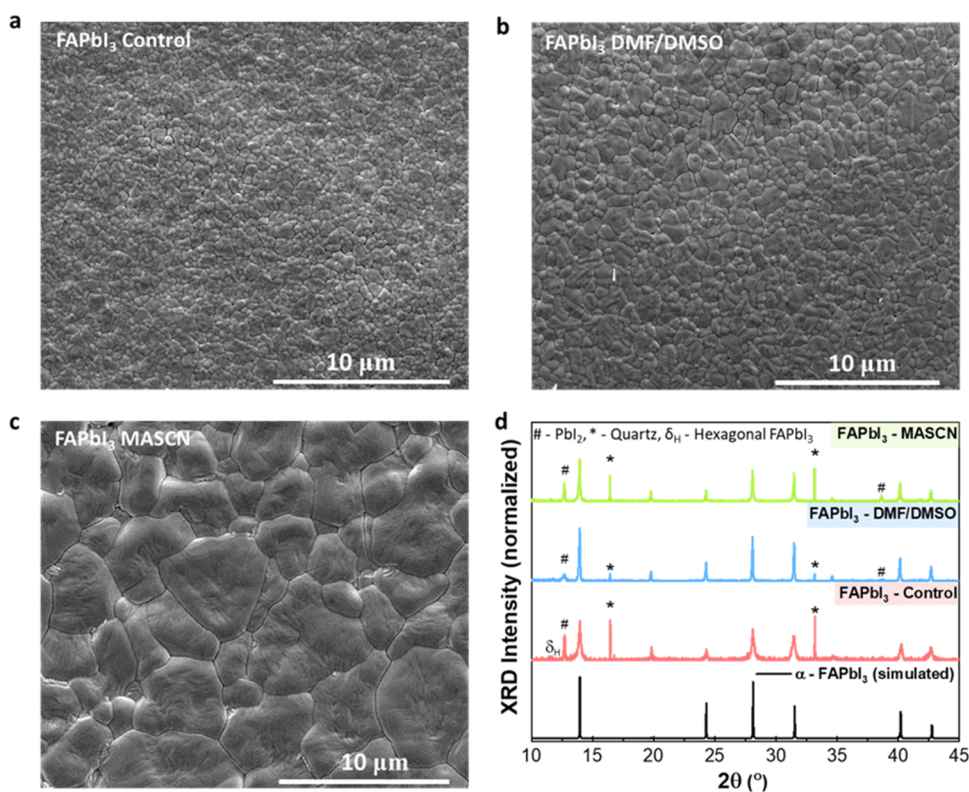 a
FAPbI₃ Control
10 µm
b
FAPbI₃ DMF/DMSO
10 µm
c
FAPbI₃ MASCN
10 µm
d
# - PbI₂, * - Quartz, δH - Hexagonal FAPbI₃
FAPbI₃ - MASCN
#
*
*
#
FAPbI₃ - DMF/DMSO
#
*
*
#
FAPbI₃ - Control
δH
#
*
*
α - FAPbI₃ (simulated)
XRD Intensity (normalized)
10 15 20 25 30 35 40 45
2θ (°)